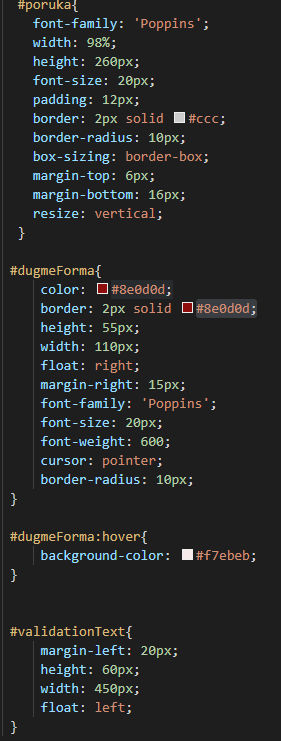 #poruka{
font-family: 'Poppins';
width: 98%;
height: 260px;
font-size: 20px;
padding: 12px;
border: 2px solid #ccc;
border-radius: 10px;
box-sizing: border-box;
margin-top: 6px;
margin-bottom: 16px;
resize: vertical;
}
#dugmeForma{
color: #8e0d0d;
border: 2px solid #8e0d0d;
height: 55px;
width: 110px;
float: right;
margin-right: 15px;
font-family: 'Poppins';
font-size: 20px;
font-weight: 600;
cursor: pointer;
border-radius: 10px;
}
#dugmeForma:hover{
background-color: #f7ebeb;
}
#validationText{
margin-left: 20px;
height: 60px;
width: 450px;
float: left;
}